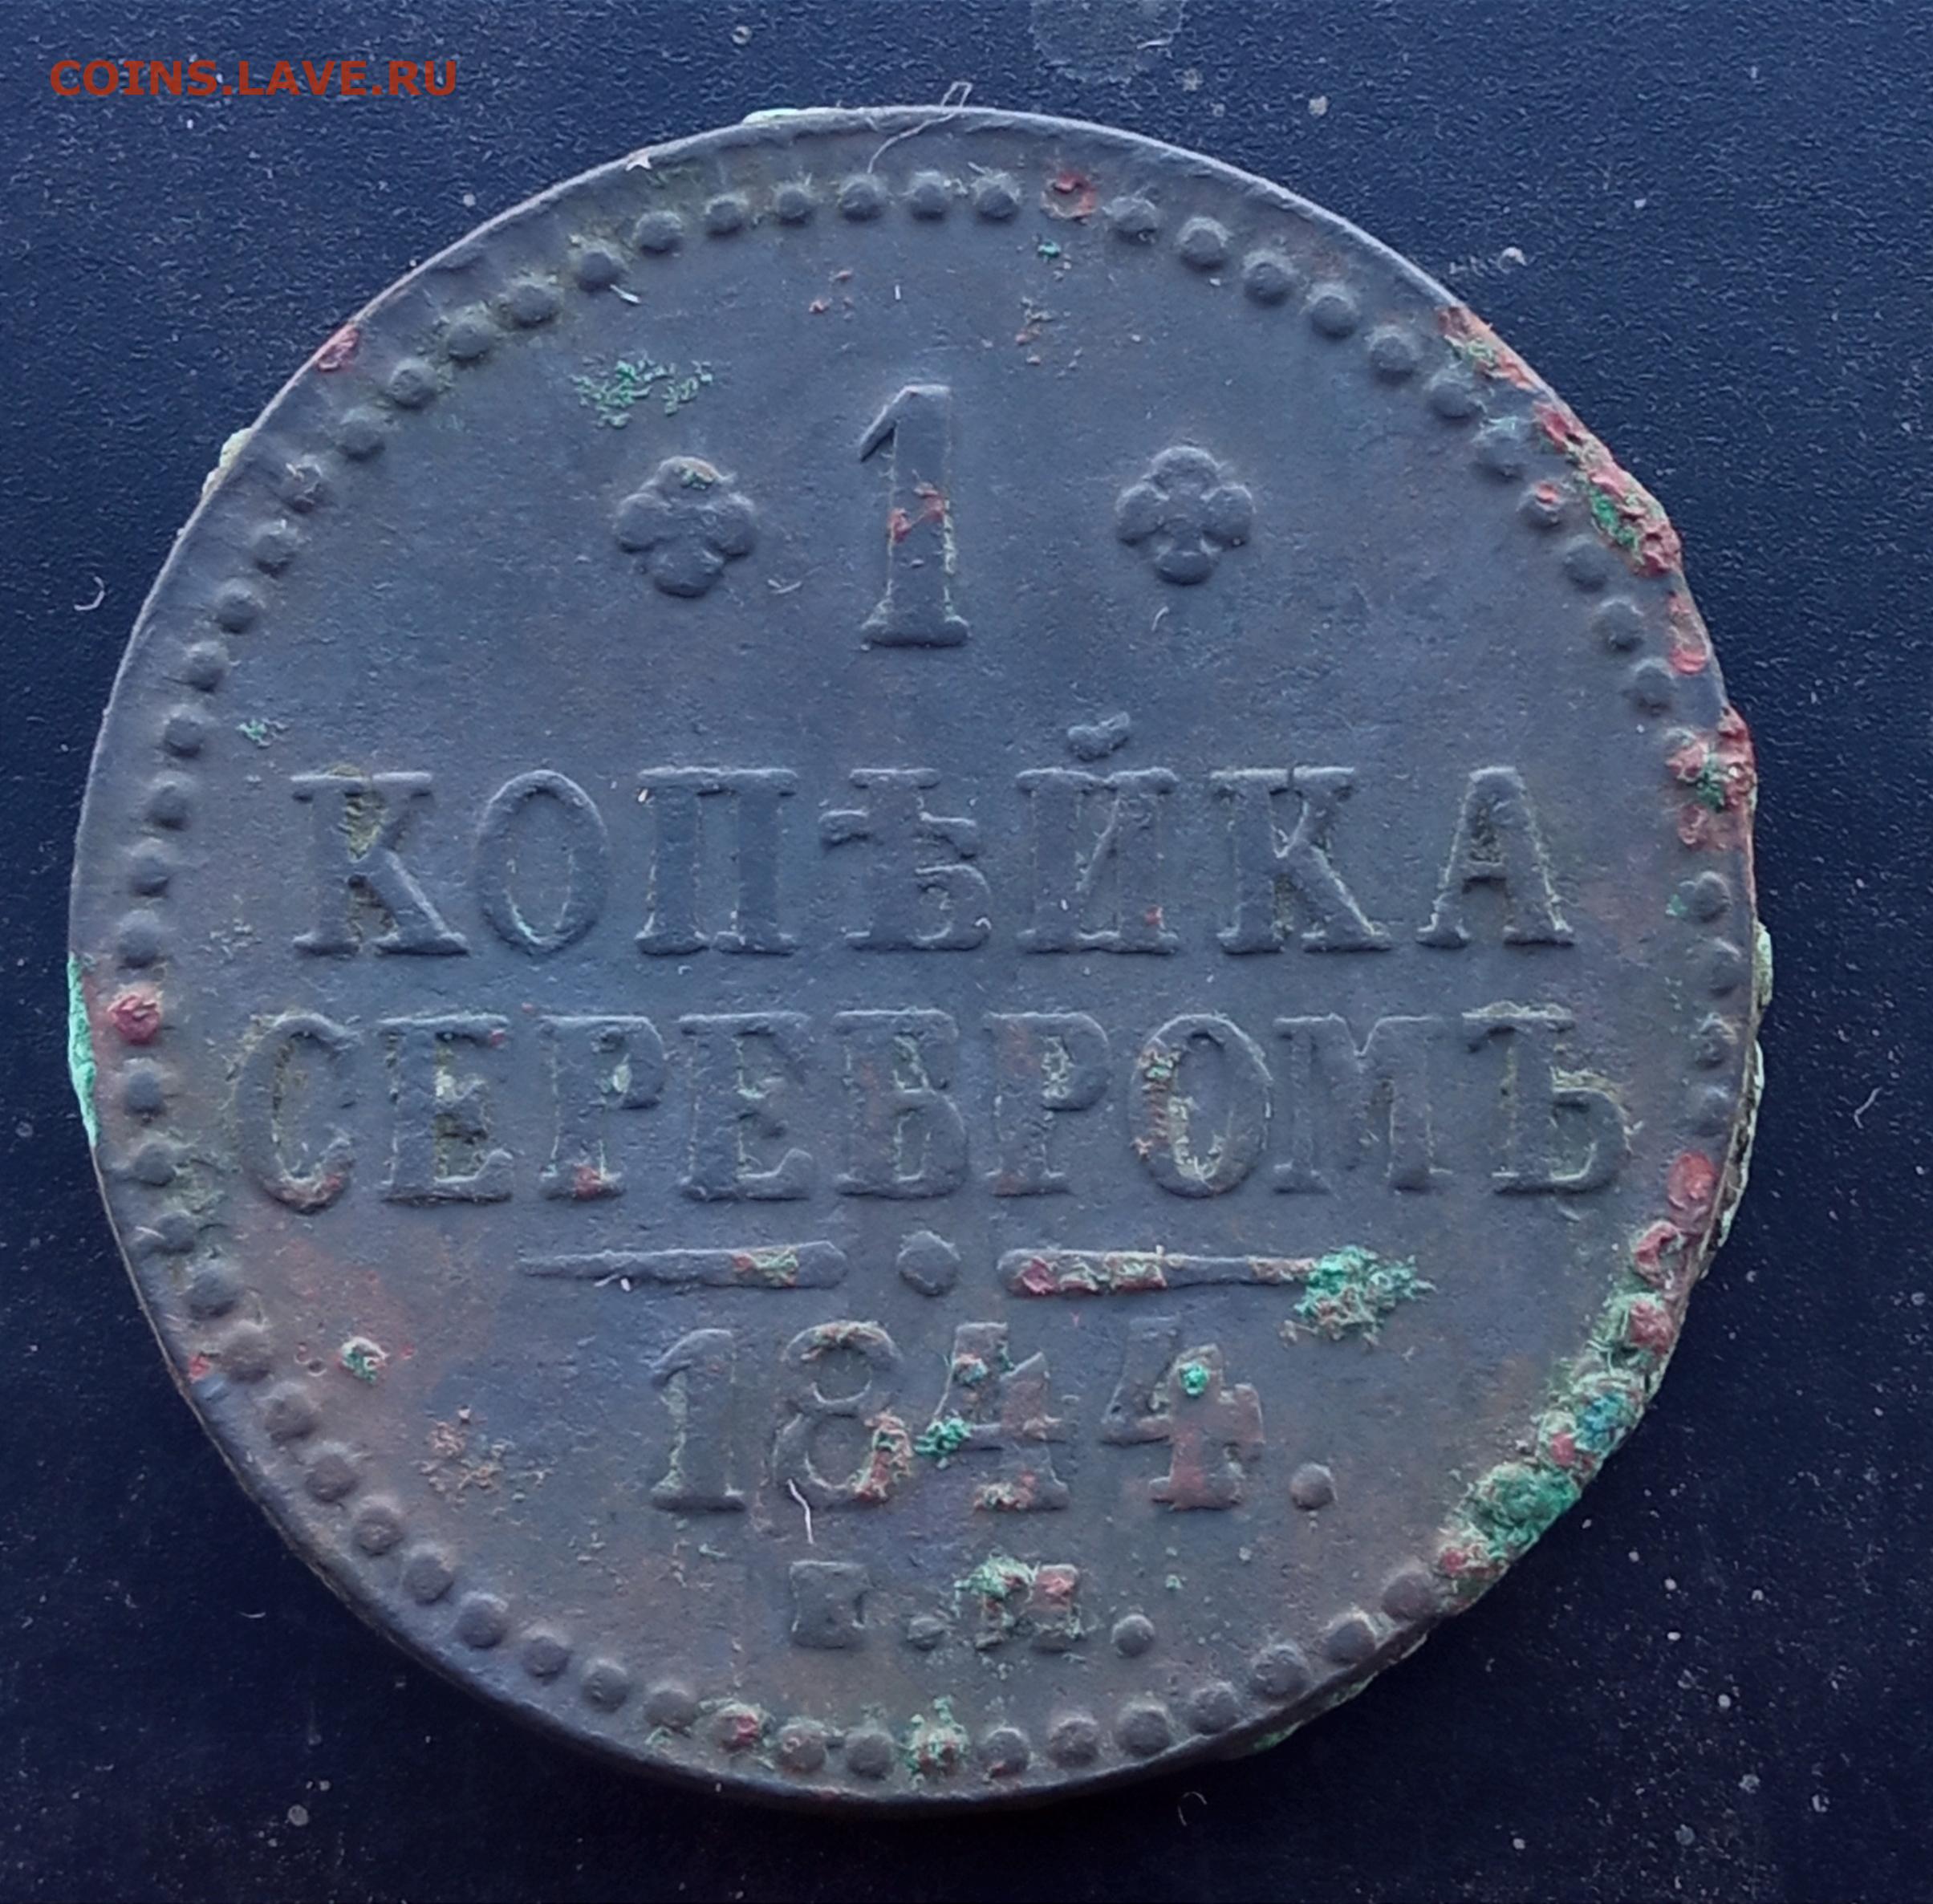 COINS.LAVE.RU
1
КОПѢЙКА
СЕРЕБРОМЪ
1844.
Е.М.